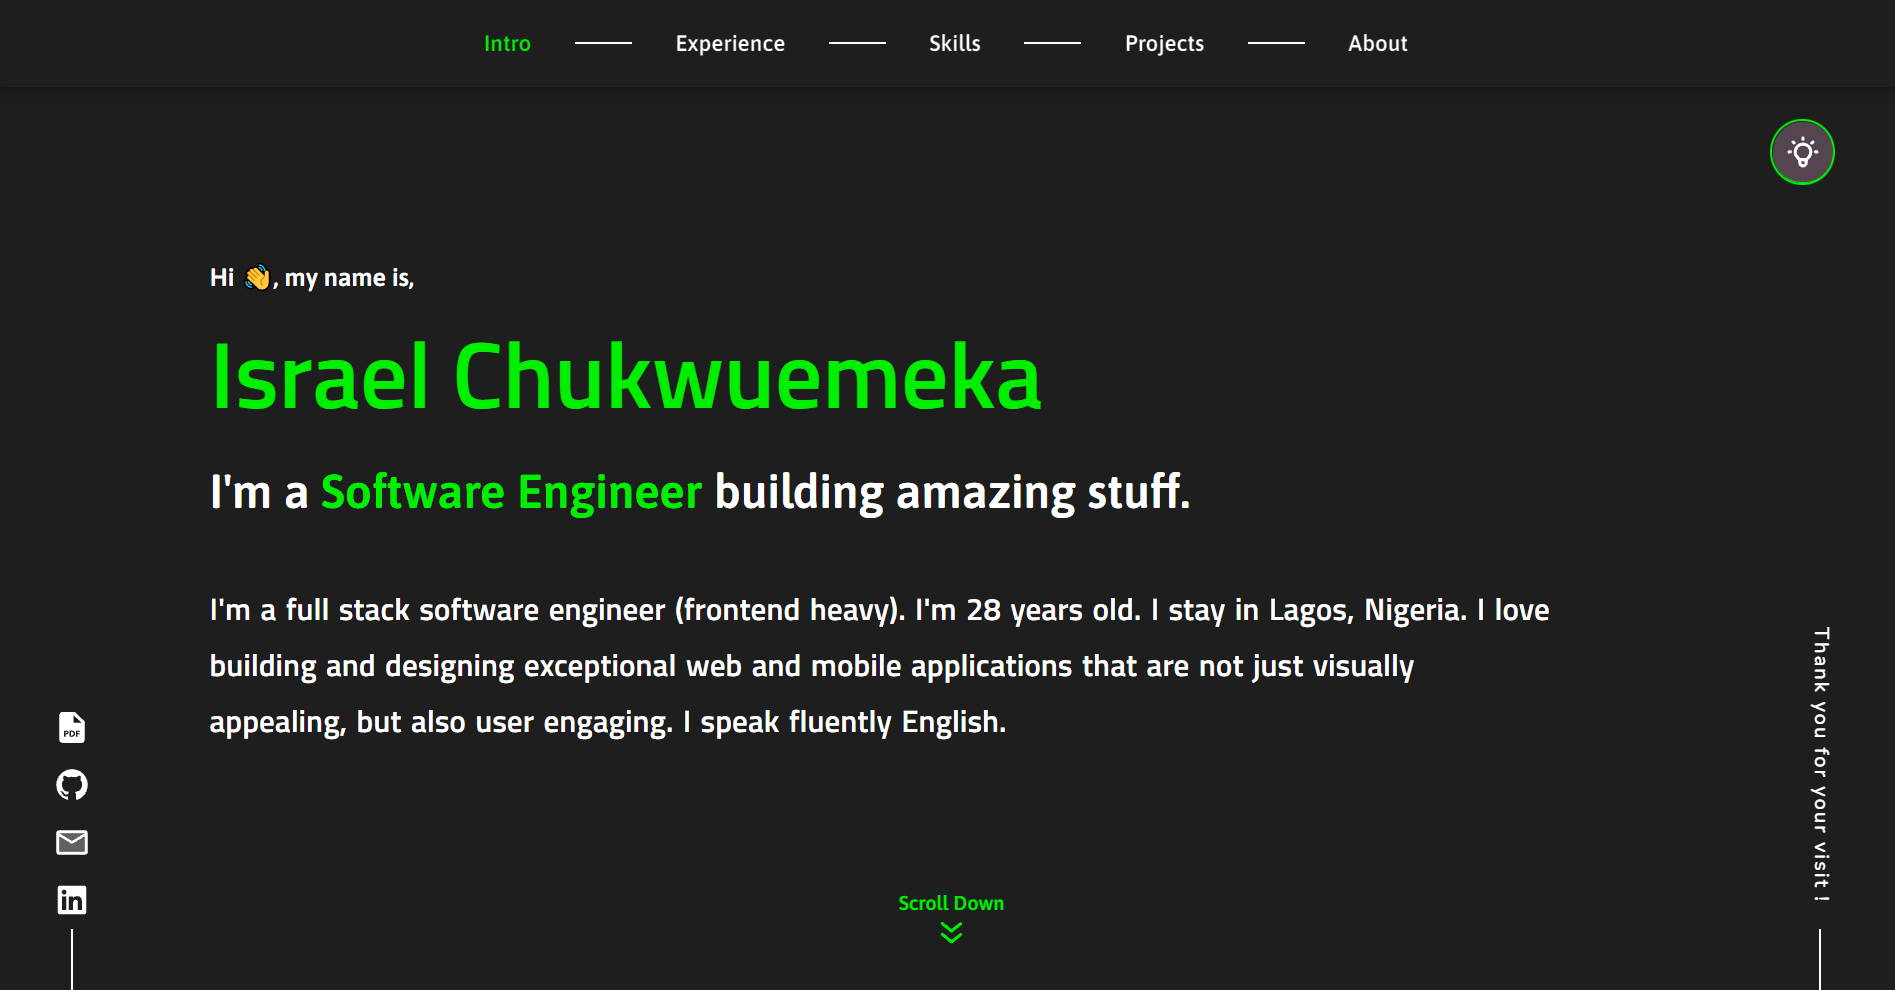 Intro
Experience
Skills
Projects
About
Hi 👋, my name is,
Israel Chukwuemeka
I'm a Software Engineer building amazing stuff.
I'm a full stack software engineer (frontend heavy). I'm 28 years old. I stay in Lagos, Nigeria. I love
building and designing exceptional web and mobile applications that are not just visually
appealing, but also user engaging. I speak fluently English.
PDF
in
Scroll Down
Thank you for your visit !